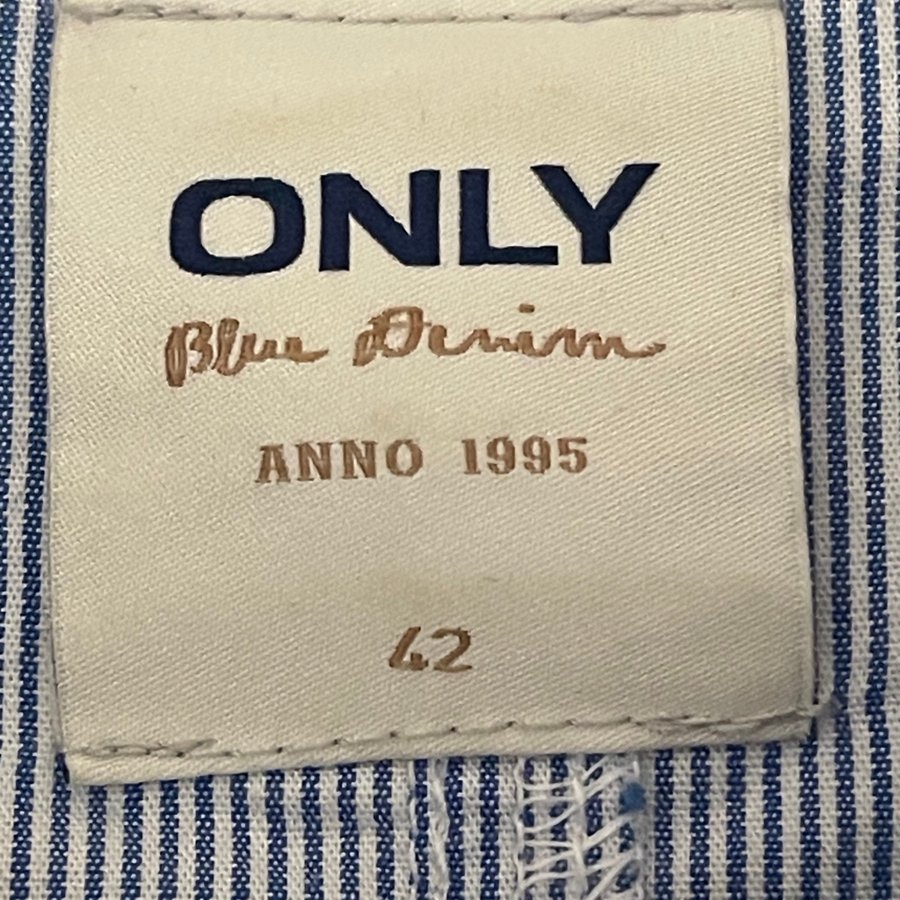 ONLY
Blue Denim
ANNO 1995
42